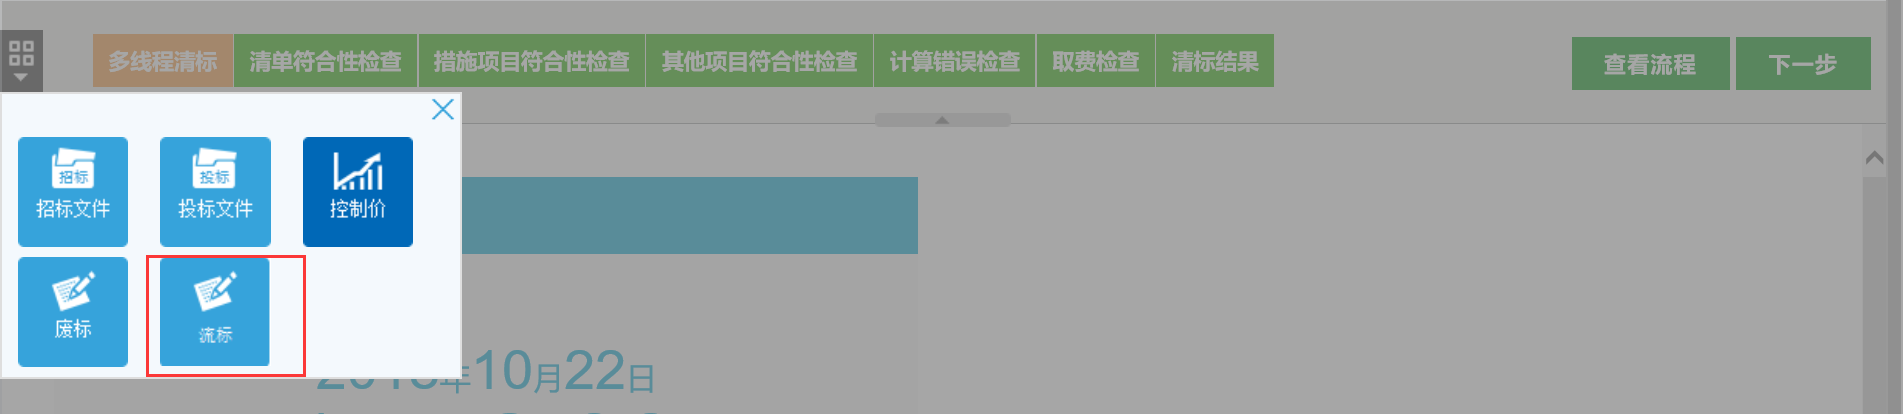 多线程清标 清单符合性检查 措施项目符合性检查 其他项目符合性检查 计算错误检查 取费检查 清标结果 查看流程 下一步
招标 投标
招标文件 投标文件 控制价
废标 流标
年10月22日